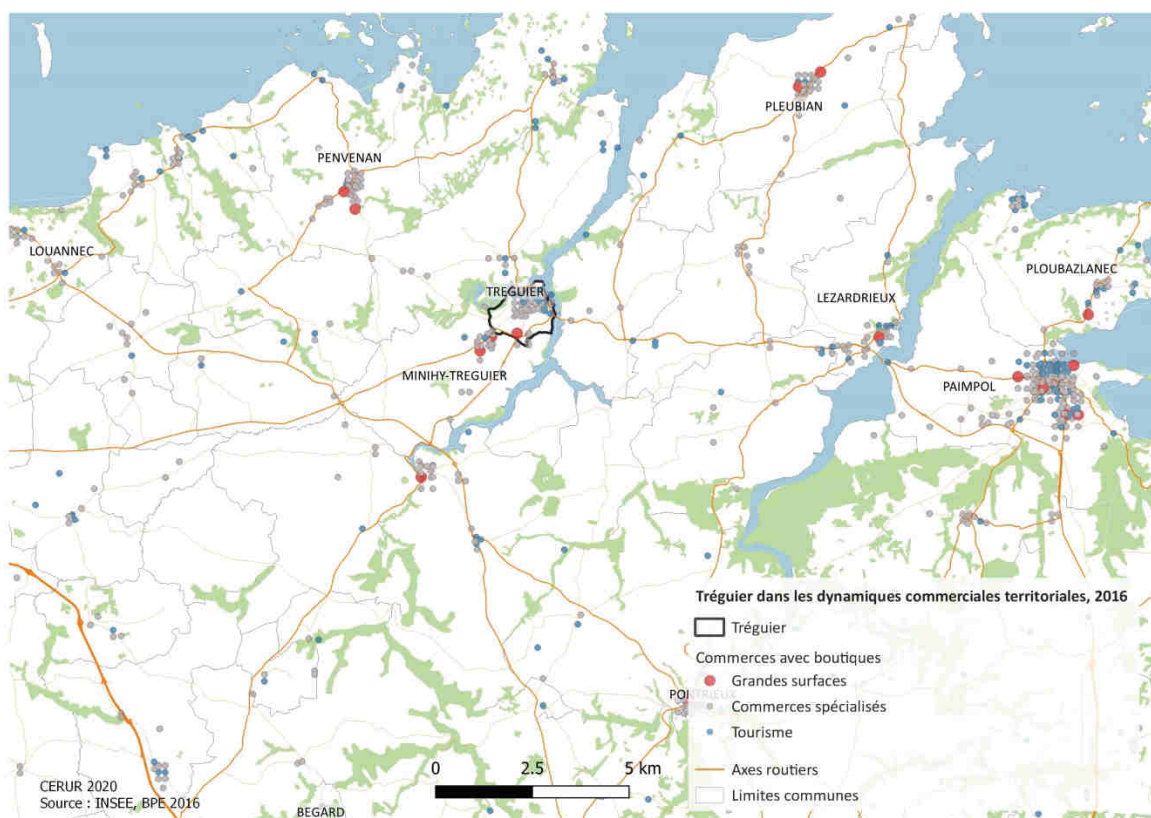 PLEUBIAN
PENVENAN
LOUANNEC
PLOUBAZLANEC
TREGUIER
LEZARDRIEUX
MINIHY-TREGUIER
PAIMPOL
PONTRIEUX
BEGARD
Tréguier dans les dynamiques commerciales territoriales, 2016
Tréguier
Commerces avec boutiques
Grandes surfaces
Commerces spécialisés
Tourisme
Axes routiers
Limites communes
0 2.5 5 km
CERUR 2020
Source : INSEE, BPE 2016